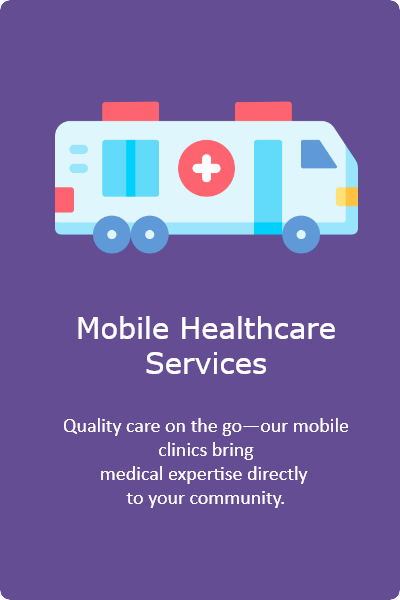 Mobile Healthcare
Services
Quality care on the go—our mobile
clinics bring
medical expertise directly
to your community.